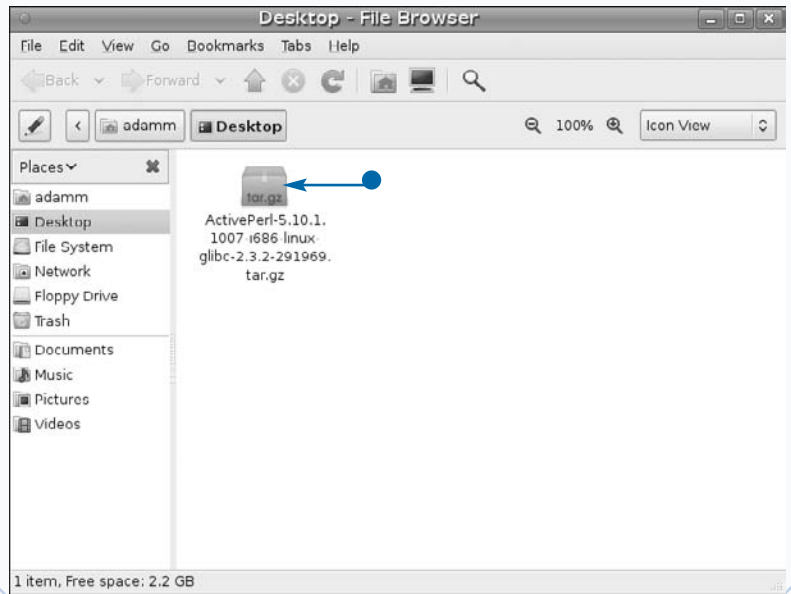 Desktop - File Browser
File Edit View Go Bookmarks Tabs Help
Back Forward
adamm Desktop 100% Icon View
Places
adamm
Desktop
File System
Network
Floppy Drive
Trash
Documents
Music
Pictures
Videos
tar.gz
ActivePerl-5.10.1.
1007-i686-linux-
glibc-2.3.2-291969.
tar.gz
1 item, Free space: 2.2 GB